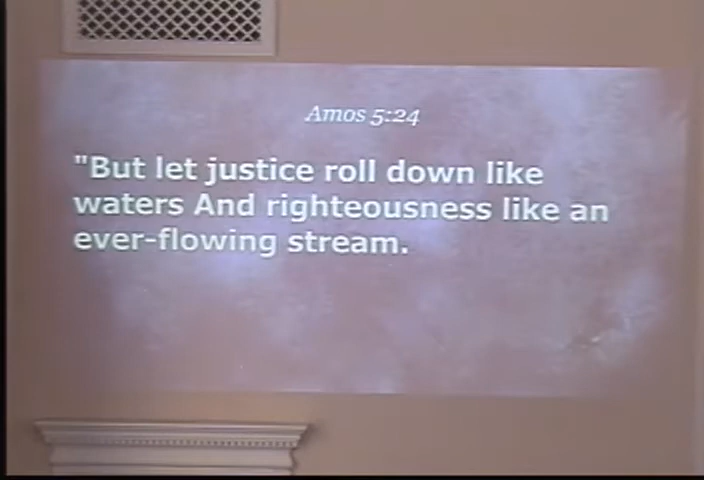 Amos 5:24
"But let justice roll down like
waters And righteousness like an
ever-flowing stream.